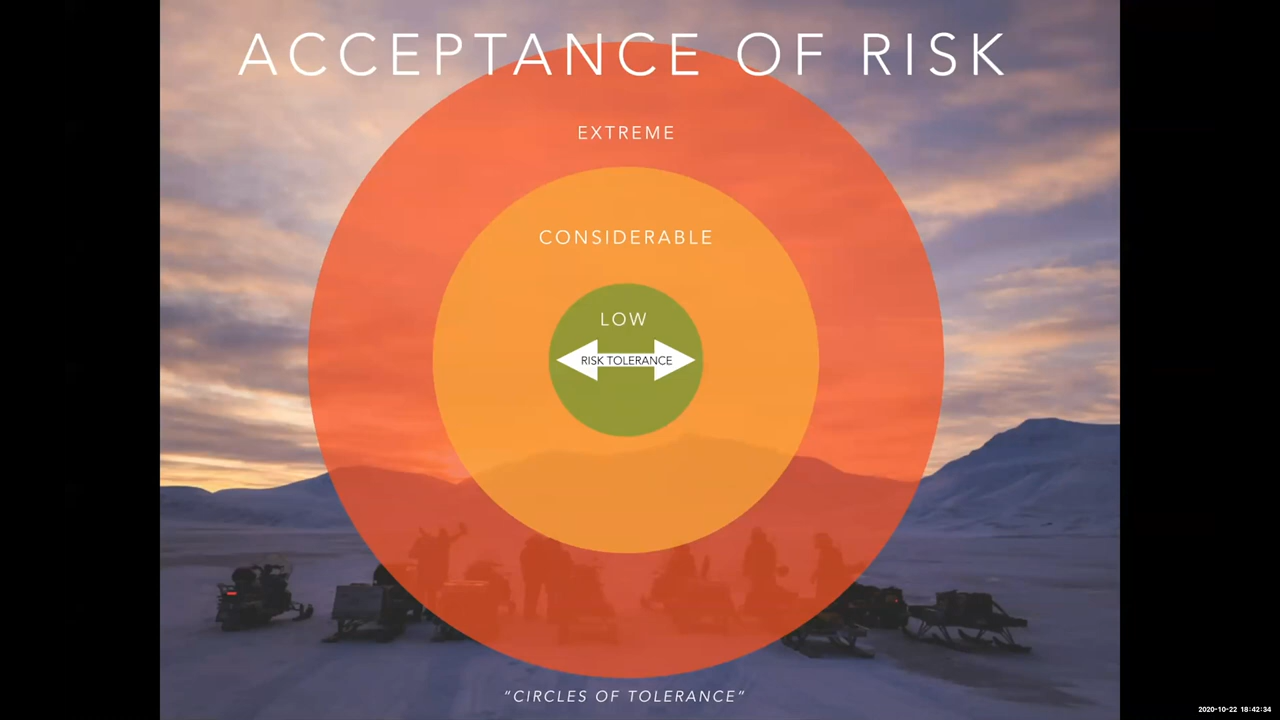 ACCEPTANCE OF RISK
EXTREME
CONSIDERABLE
LOW
RISK TOLERANCE
"CIRCLES OF TOLERANCE"
2020-10-22 18:42:34